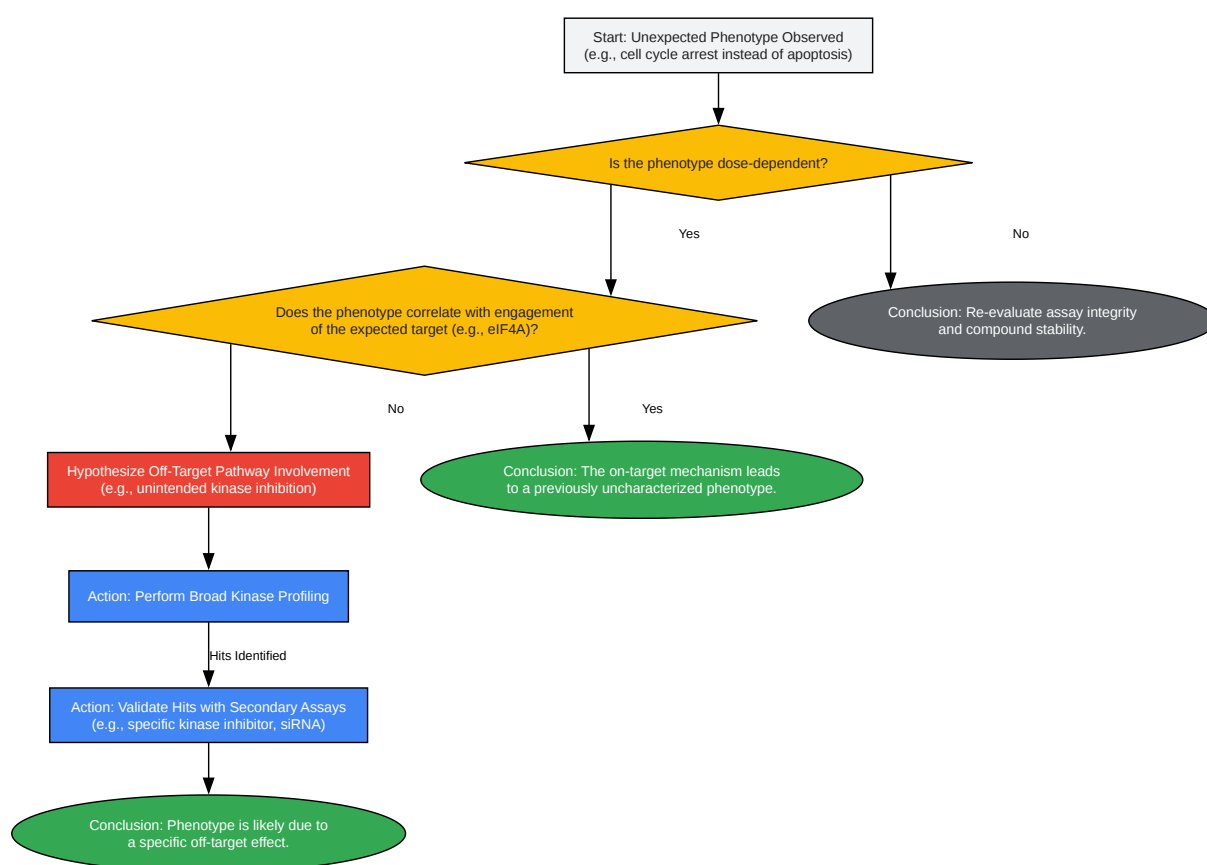 Start: Unexpected Phenotype Observed
(e.g., cell cycle arrest instead of apoptosis)
Is the phenotype dose-dependent?
Yes
No
Does the phenotype correlate with engagement
of the expected target (e.g., eIF4A)?
Conclusion: Re-evaluate assay integrity
and compound stability.
No
Yes
Hypothesize Off-Target Pathway Involvement
(e.g., unintended kinase inhibition)
Conclusion: The on-target mechanism leads
to a previously uncharacterized phenotype.
Action: Perform Broad Kinase Profiling
Hits Identified
Action: Validate Hits with Secondary Assays
(e.g., specific kinase inhibitor, siRNA)
Conclusion: Phenotype is likely due to
a specific off-target effect.